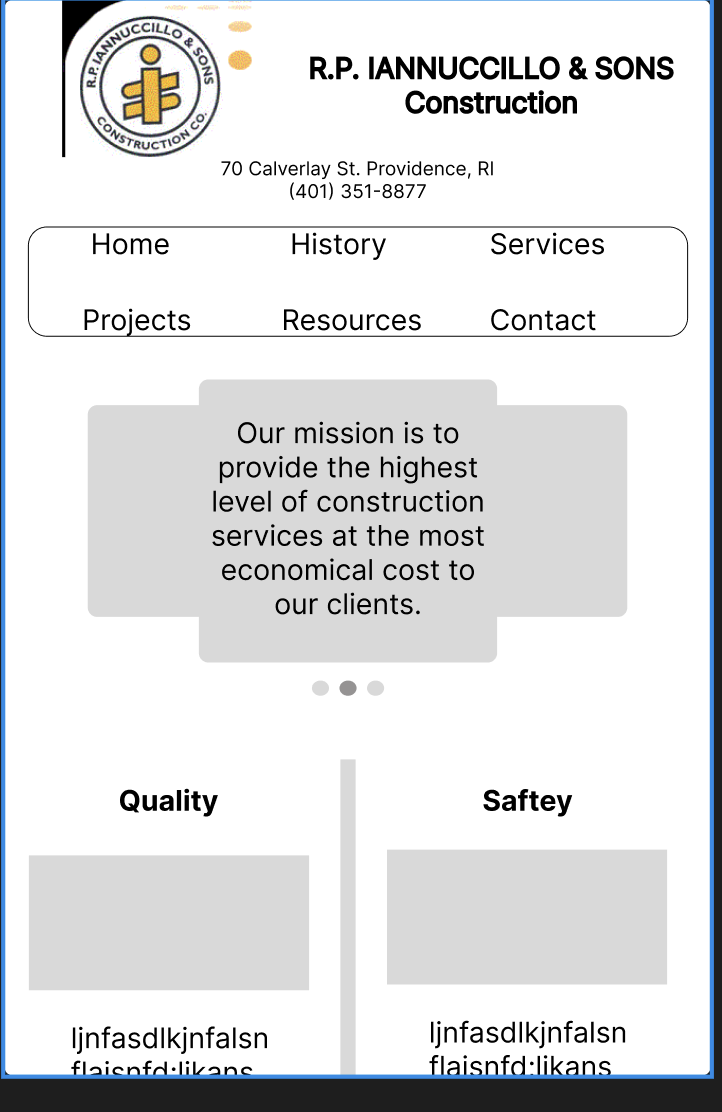 R.P. IANNUCCILLO & SONS
CONSTRUCTION CO.
R.P. IANNUCCILLO & SONS
Construction
70 Calverlay St. Providence, RI
(401) 351-8877
Home History Services
Projects Resources Contact
Our mission is to
provide the highest
level of construction
services at the most
economical cost to
our clients.
Quality Saftey
ljnfasdlkjnfalsn ljnfasdlkjnfalsn
flajsnfd;ljkans flajsnfd;ljkans